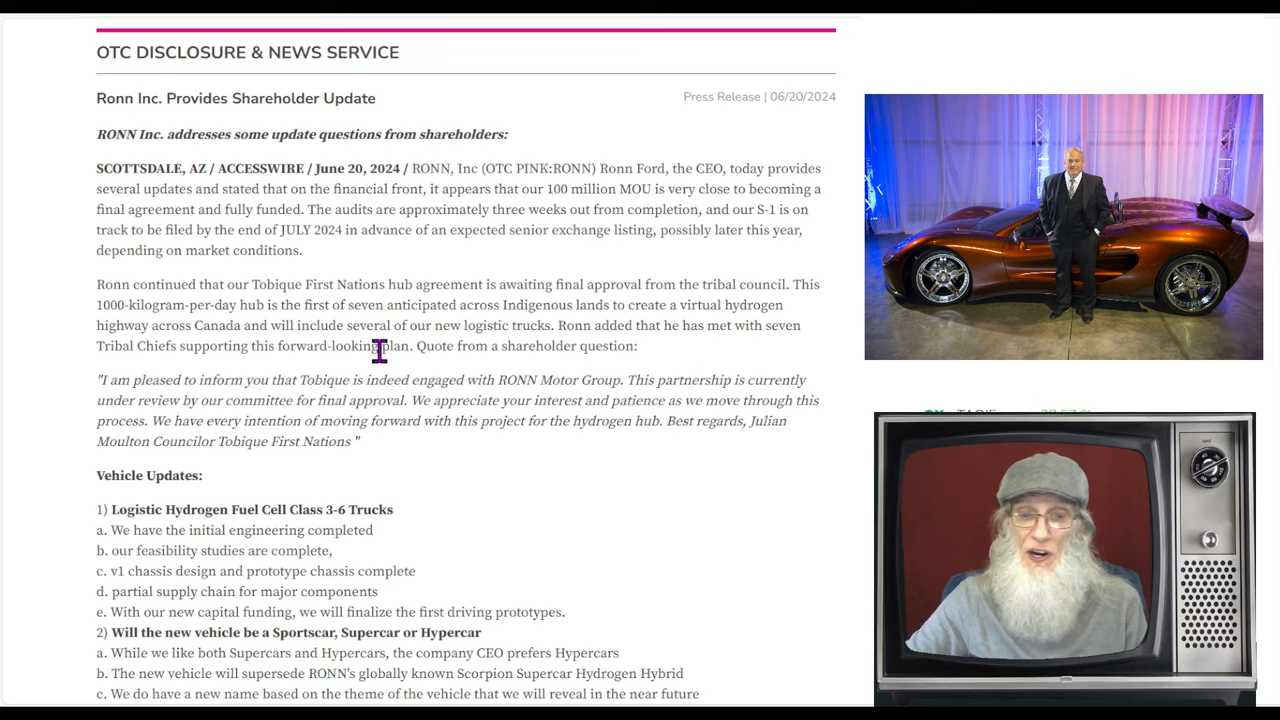 OTC DISCLOSURE & NEWS SERVICE
Ronn Inc. Provides Shareholder Update
Press Release | 06/20/2024
RONN Inc. addresses some update questions from shareholders:
SCOTTSDALE, AZ / ACCESSWIRE / June 20, 2024 / RONN, Inc (OTC PINK:RONN) Ronn Ford, the CEO, today provides
several updates and stated that on the financial front, it appears that our 100 million MOU is very close to becoming a
final agreement and fully funded. The audits are approximately three weeks out from completion, and our S-1 is on
track to be filed by the end of JULY 2024 in advance of an expected senior exchange listing, possibly later this year,
depending on market conditions.
Ronn continued that our Tobique First Nations hub agreement is awaiting final approval from the tribal council. This
1000-kilogram-per-day hub is the first of seven anticipated across Indigenous lands to create a virtual hydrogen
highway across Canada and will include several of our new logistic trucks. Ronn added that he has met with seven
Tribal Chiefs supporting this forward-looking plan. Quote from a shareholder question:
"I am pleased to inform you that Tobique is indeed engaged with RONN Motor Group. This partnership is currently
under review by our committee for final approval. We appreciate your interest and patience as we move through this
process. We have every intention of moving forward with this project for the hydrogen hub. Best regards, Julian
Moulton Councilor Tobique First Nations "
Vehicle Updates:
1) Logistic Hydrogen Fuel Cell Class 3-6 Trucks
a. We have the initial engineering completed
b. our feasibility studies are complete,
c. v1 chassis design and prototype chassis complete
d. partial supply chain for major components
e. With our new capital funding, we will finalize the first driving prototypes.
2) Will the new vehicle be a Sportscar, Supercar or Hypercar
a. While we like both Supercars and Hypercars, the company CEO prefers Hypercars
b. The new vehicle will supersede RONN's globally known Scorpion Supercar Hydrogen Hybrid
c. We do have a new name based on the theme of the vehicle that we will reveal in the near future